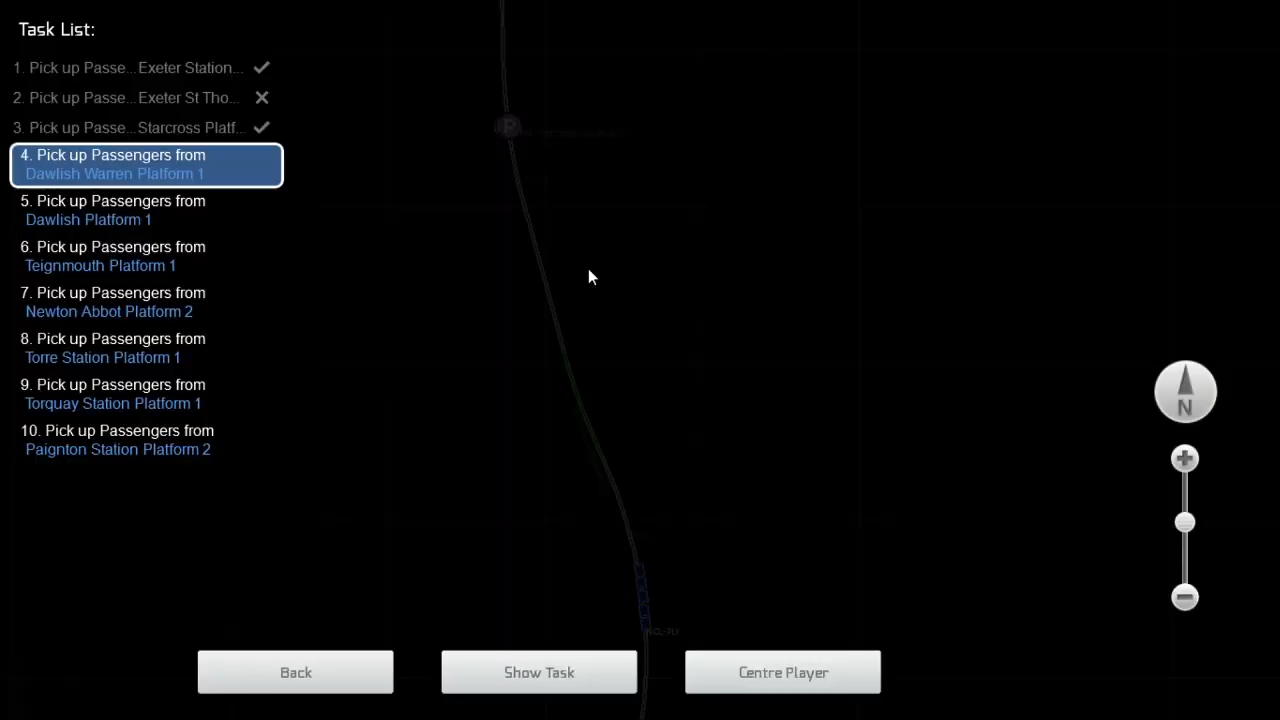 Task List:
1. Pick up Passe... Exeter Station...
2. Pick up Passe... Exeter St Tho...
3. Pick up Passe... Starcross Platf...
4. Pick up Passengers from
Dawlish Warren Platform 1
5. Pick up Passengers from
Dawlish Platform 1
6. Pick up Passengers from
Teignmouth Platform 1
7. Pick up Passengers from
Newton Abbot Platform 2
8. Pick up Passengers from
Torre Station Platform 1
9. Pick up Passengers from
Torquay Station Platform 1
10. Pick up Passengers from
Paignton Station Platform 2
P
N
Back
Show Task
Centre Player